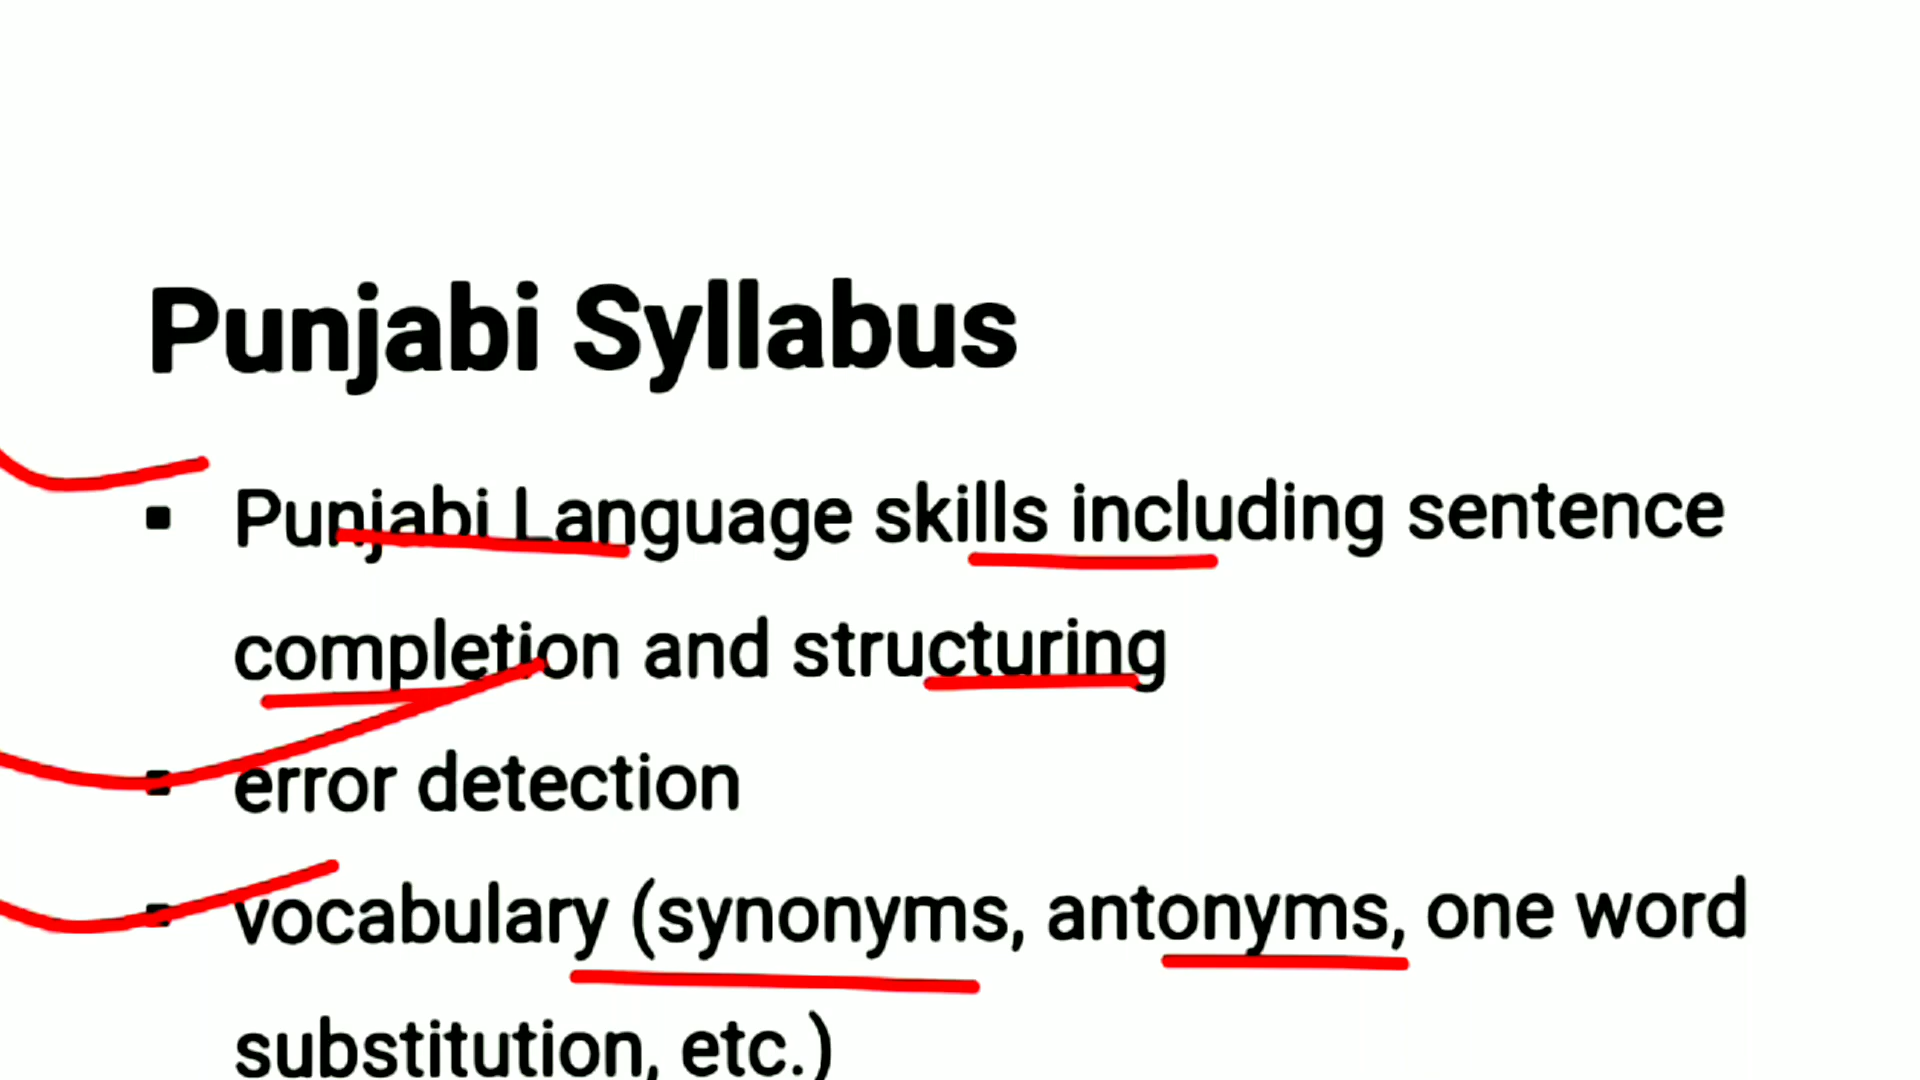 Punjabi Syllabus
▪ Punjabi Language skills including sentence
completion and structuring
▪ error detection
▪ vocabulary (synonyms, antonyms, one word
substitution, etc.)